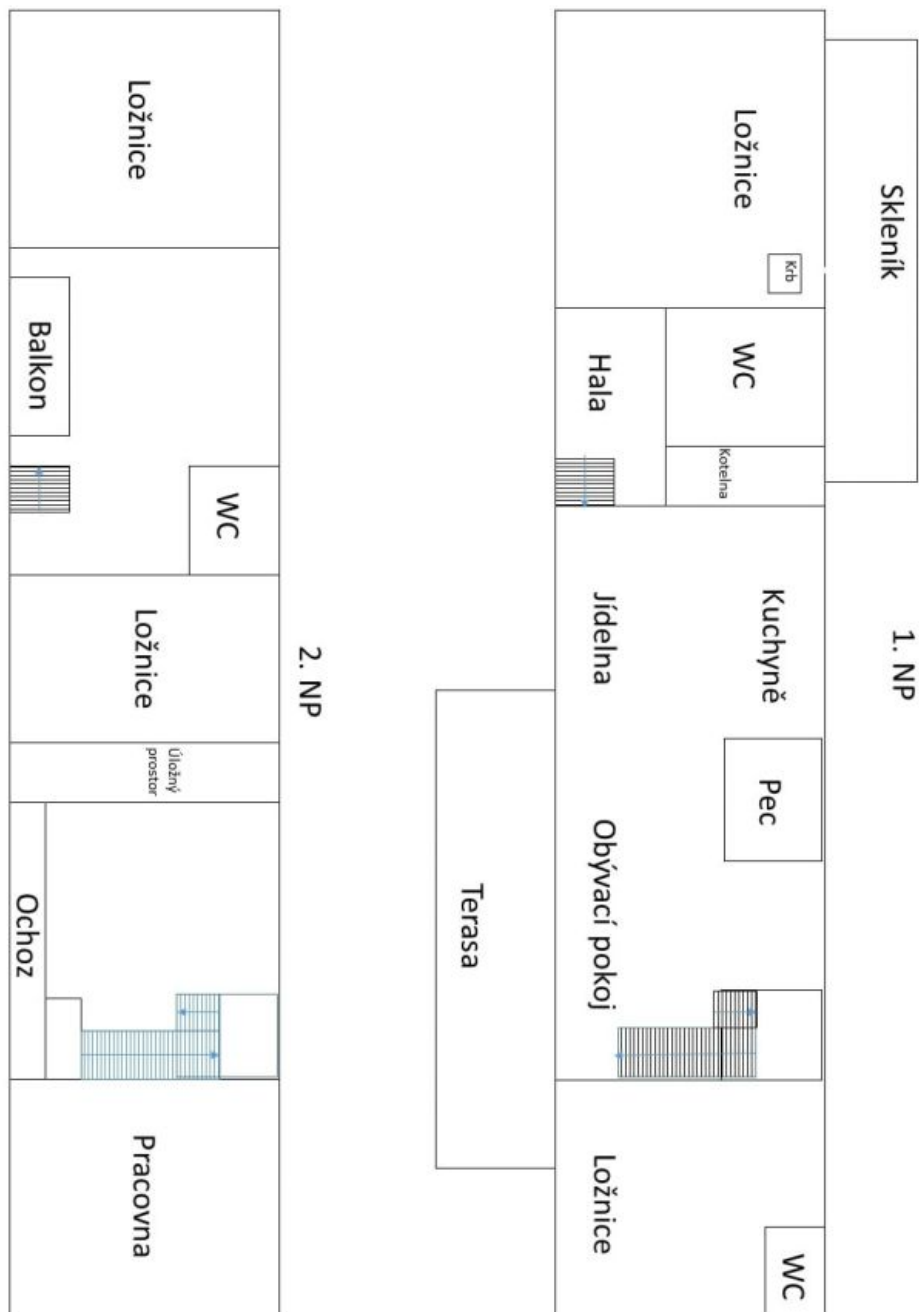 1. NP
Skleník
Ložnice
Krb
WC
Kotelna
Kuchyně
Pec
WC
Hala
Jídelna
Obývací pokoj
Ložnice
Terasa
2. NP
Ložnice
WC
Ložnice
Úložný
prostor
Pracovna
Balkon
Ochoz